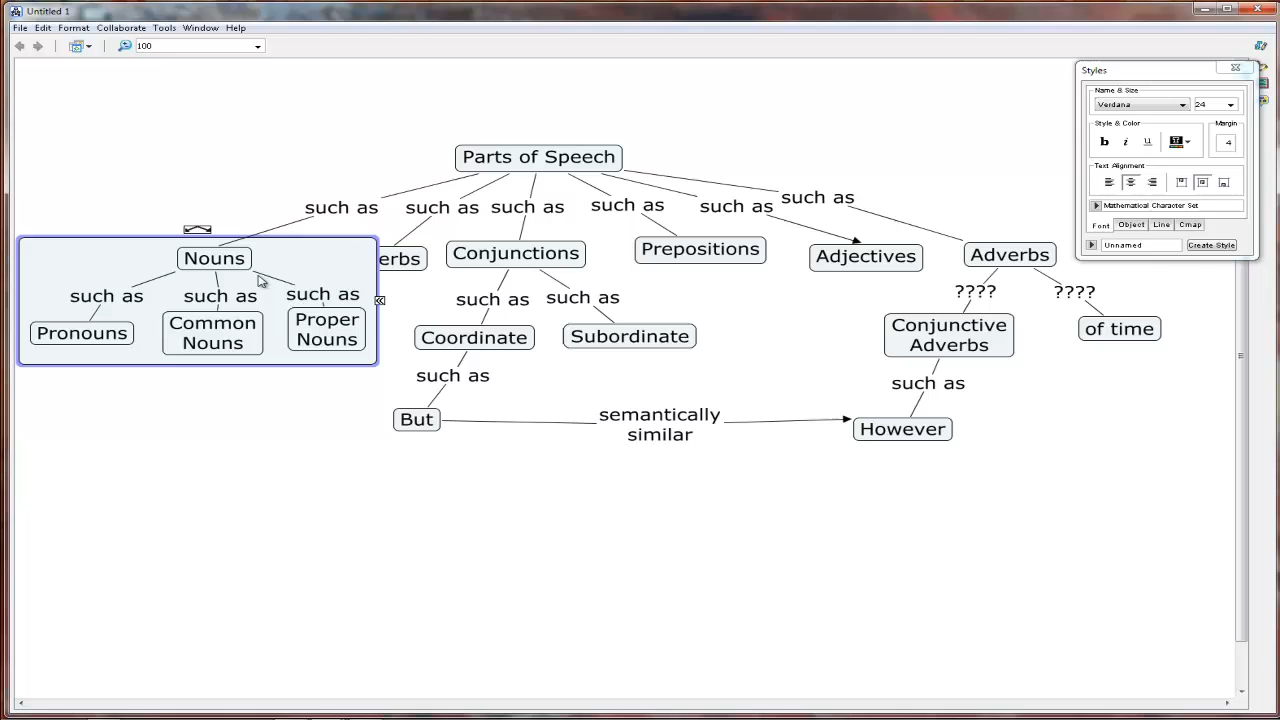 Untitled 1
File Edit Format Collaborate Tools Window Help
100
Styles
Name & Size
Verdana 24
Style & Color Margin
b i u 4
Text Alignment
Mathematical Character Set
Font Object Line Cmap
Unnamed Create Style
Parts of Speech
such as such as such as such as such as such as
Nouns erbs Conjunctions Prepositions Adjectives Adverbs
such as such as such as such as such as ???? ????
Pronouns Common Nouns Proper Nouns Coordinate Subordinate Conjunctive Adverbs of time
such as such as
But semantically similar However